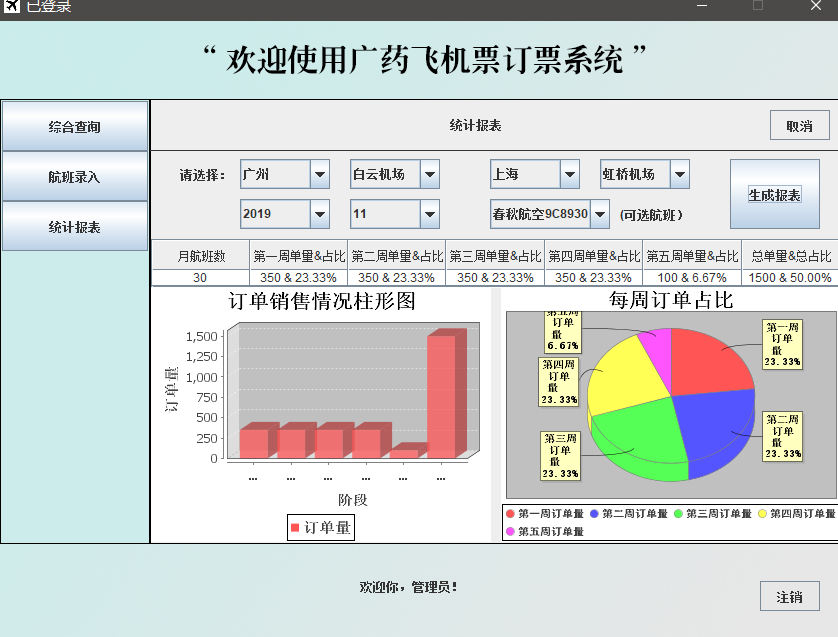 已登录
“ 欢迎使用广药飞机票订票系统 ”
综合查询
航班录入
统计报表
统计报表
取消
请选择： 广州 白云机场 上海 虹桥机场
2019 11 春秋航空9C8930 (可选航班)
生成报表
月航班数 第一周单量&占比 第二周单量&占比 第三周单量&占比 第四周单量&占比 第五周单量&占比 总单量&总占比
30 350 & 23.33% 350 & 23.33% 350 & 23.33% 350 & 23.33% 100 & 6.67% 1500 & 50.00%
订单销售情况柱形图
1,500
1,250
1,000
750
500
250
0
订单量
... ... ... ... ... ...
阶段
订单量
每周订单占比
第五周
订单
量
6.67%
第一周
订单
量
23.33%
第四周
订单
量
23.33%
第二周
订单
量
23.33%
第三周
订单
量
23.33%
第一周订单量 第二周订单量 第三周订单量 第四周订单量
第五周订单量
欢迎你，管理员！
注销